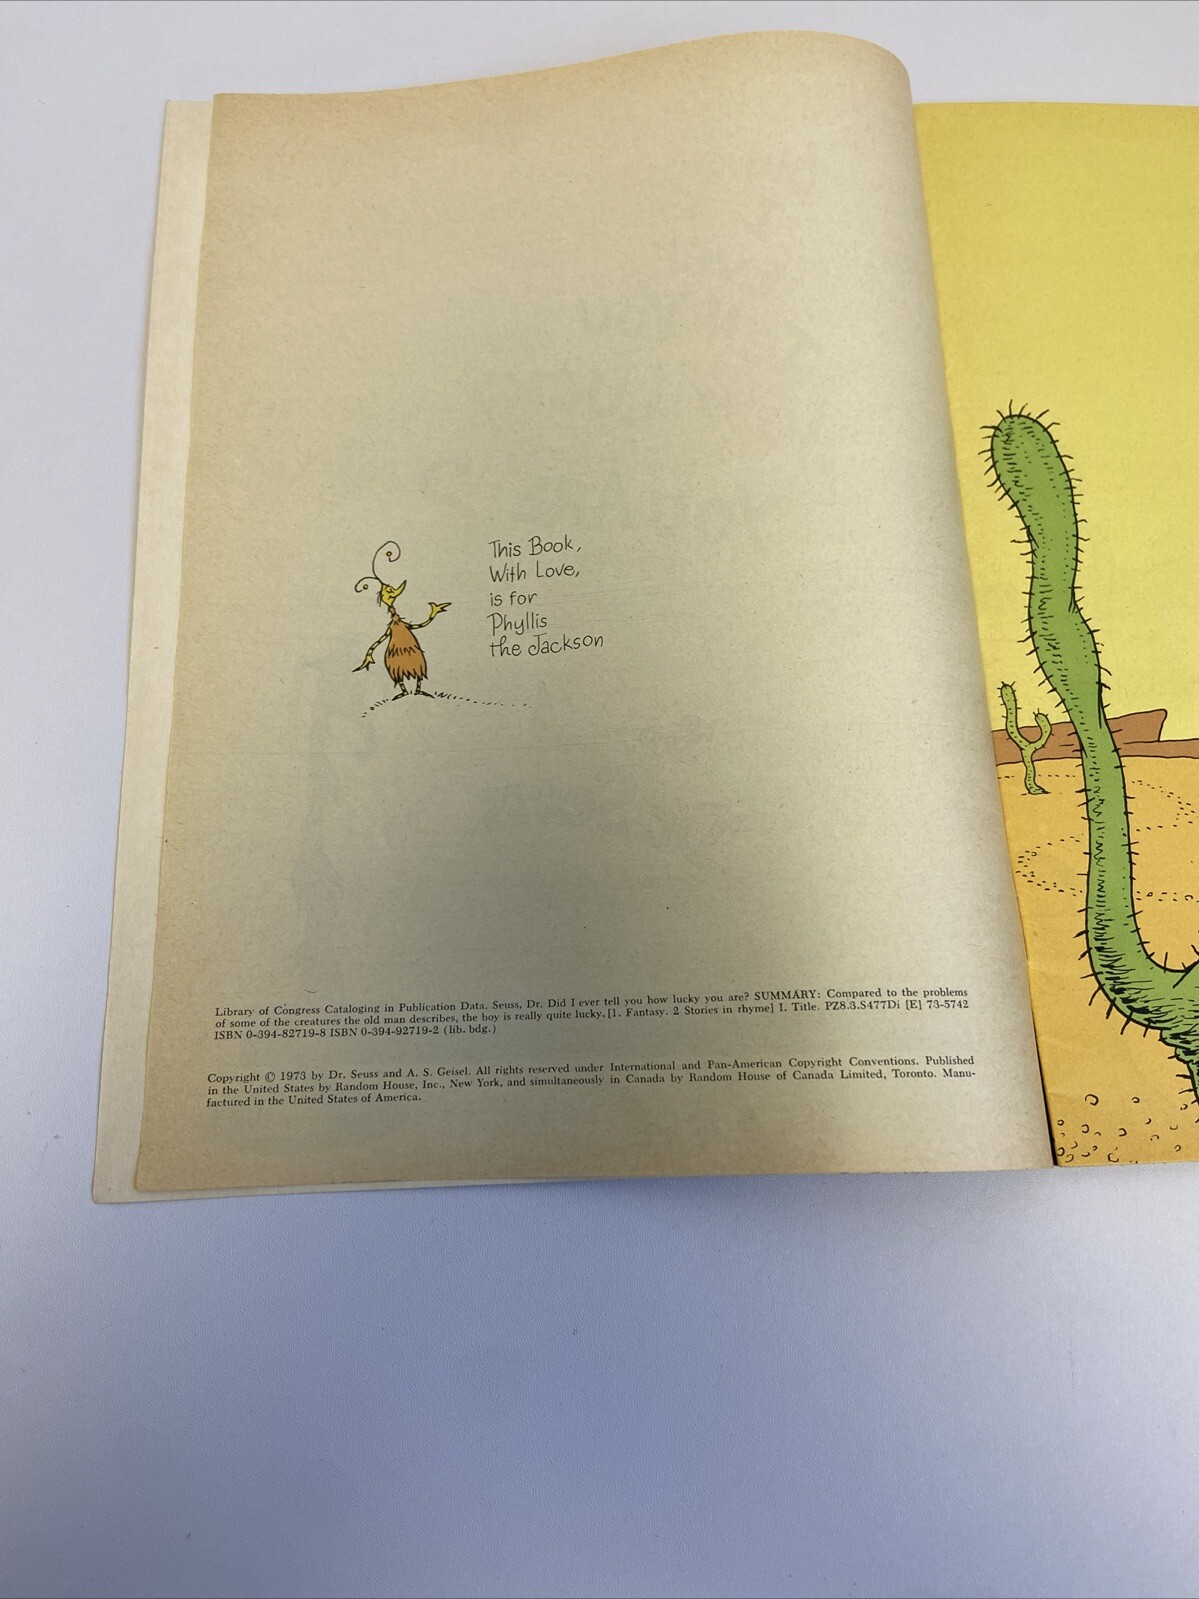 This Book,
With Love,
is for
Phyllis
the Jackson
Library of Congress Cataloging in Publication Data. Seuss, Dr. Did I ever tell you how lucky you are? SUMMARY: Compared to the problems
of some of the creatures the old man describes, the boy is really quite lucky. [1. Fantasy. 2 Stories in rhyme] I. Title. PZ8.3.S477Di [E] 73-5742
ISBN 0-394-82719-8 ISBN 0-394-92719-2 (lib. bdg.)
Copyright © 1973 by Dr. Seuss and A. S. Geisel. All rights reserved under International and Pan-American Copyright Conventions. Published
in the United States by Random House, Inc., New York, and simultaneously in Canada by Random House of Canada Limited, Toronto. Manu-
factured in the United States of America.